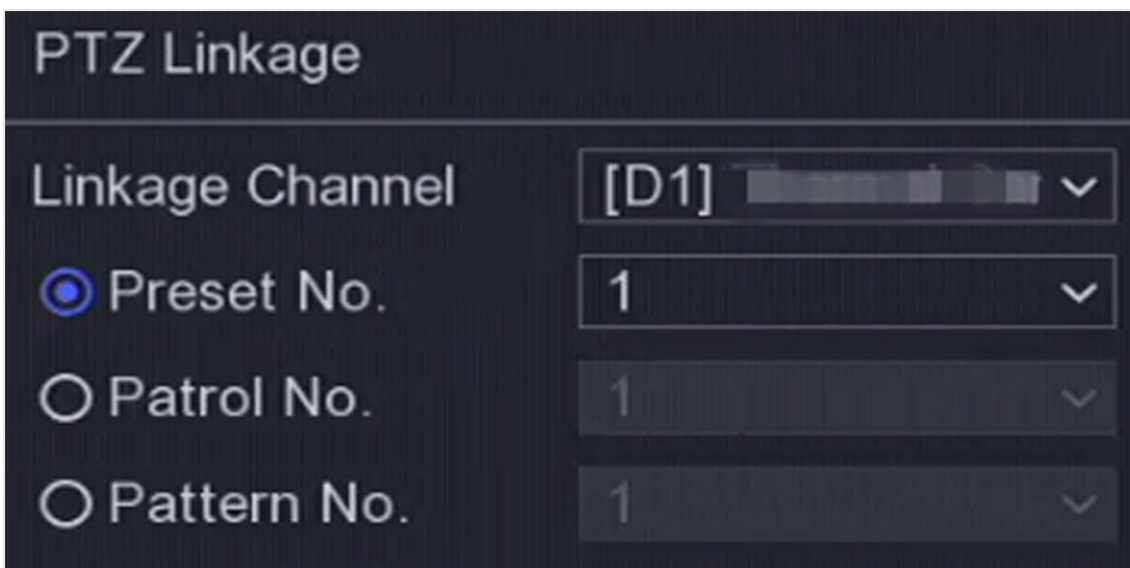 PTZ Linkage
Linkage Channel [D1]
Preset No. 1
Patrol No. 1
Pattern No. 1